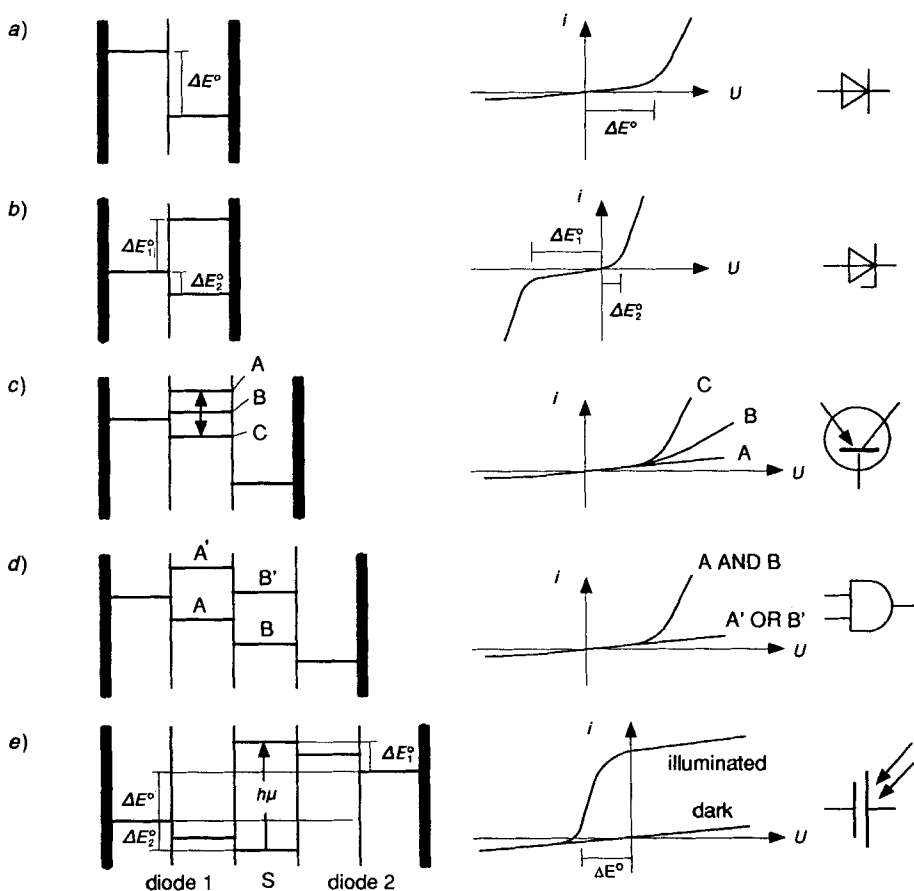 a)
ΔE°
i
U
ΔE°
b)
ΔE°₁
ΔE°₂
i
ΔE°₁
U
ΔE°₂
c)
A
B
C
i
C
B
A
U
d)
A'
B'
A
B
i
A AND B
A' OR B'
U
e)
ΔE°₁
hμ
ΔE°
ΔE°₂
diode 1 S diode 2
i
illuminated
dark
U
ΔE°